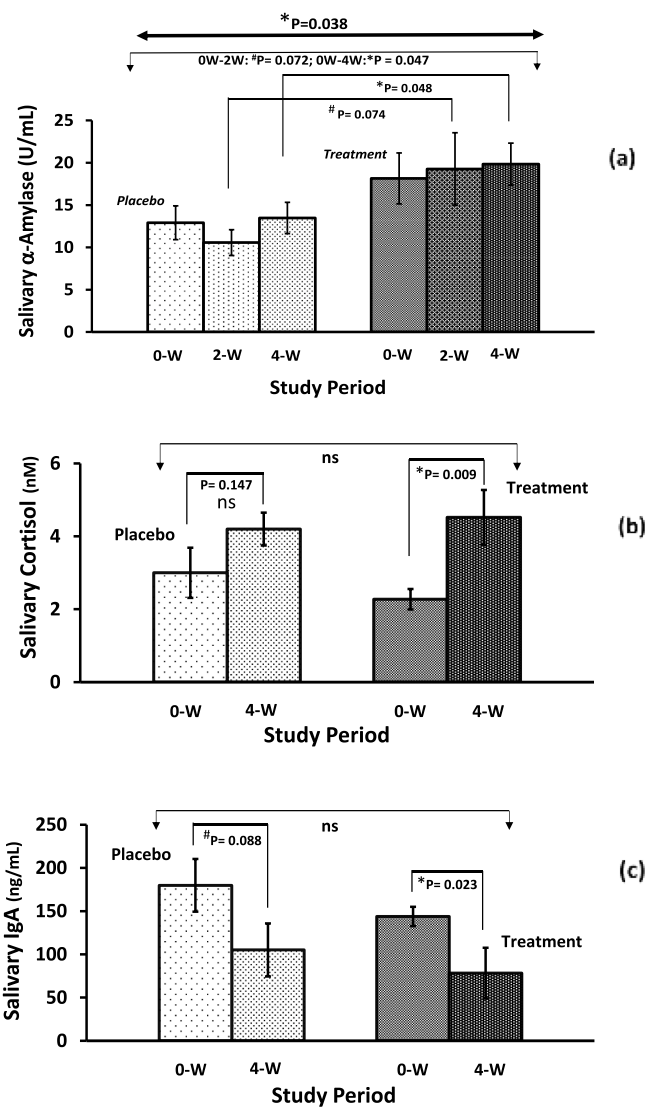 *P=0.038
0W-2W: #P= 0.072; 0W-4W:*P = 0.047
*P= 0.048
#P= 0.074
25
20
15
10
5
0
Salivary α-Amylase (U/mL)
Placebo
Treatment
(a)
0-W 2-W 4-W 0-W 2-W 4-W
Study Period
ns
6
4
2
0
Salivary Cortisol (nM)
P= 0.147
ns
*P= 0.009
Placebo
Treatment
(b)
0-W 4-W 0-W 4-W
Study Period
ns
250
200
150
100
50
0
Salivary IgA (ng/mL)
#P= 0.088
*P= 0.023
Placebo
Treatment
(c)
0-W 4-W 0-W 4-W
Study Period